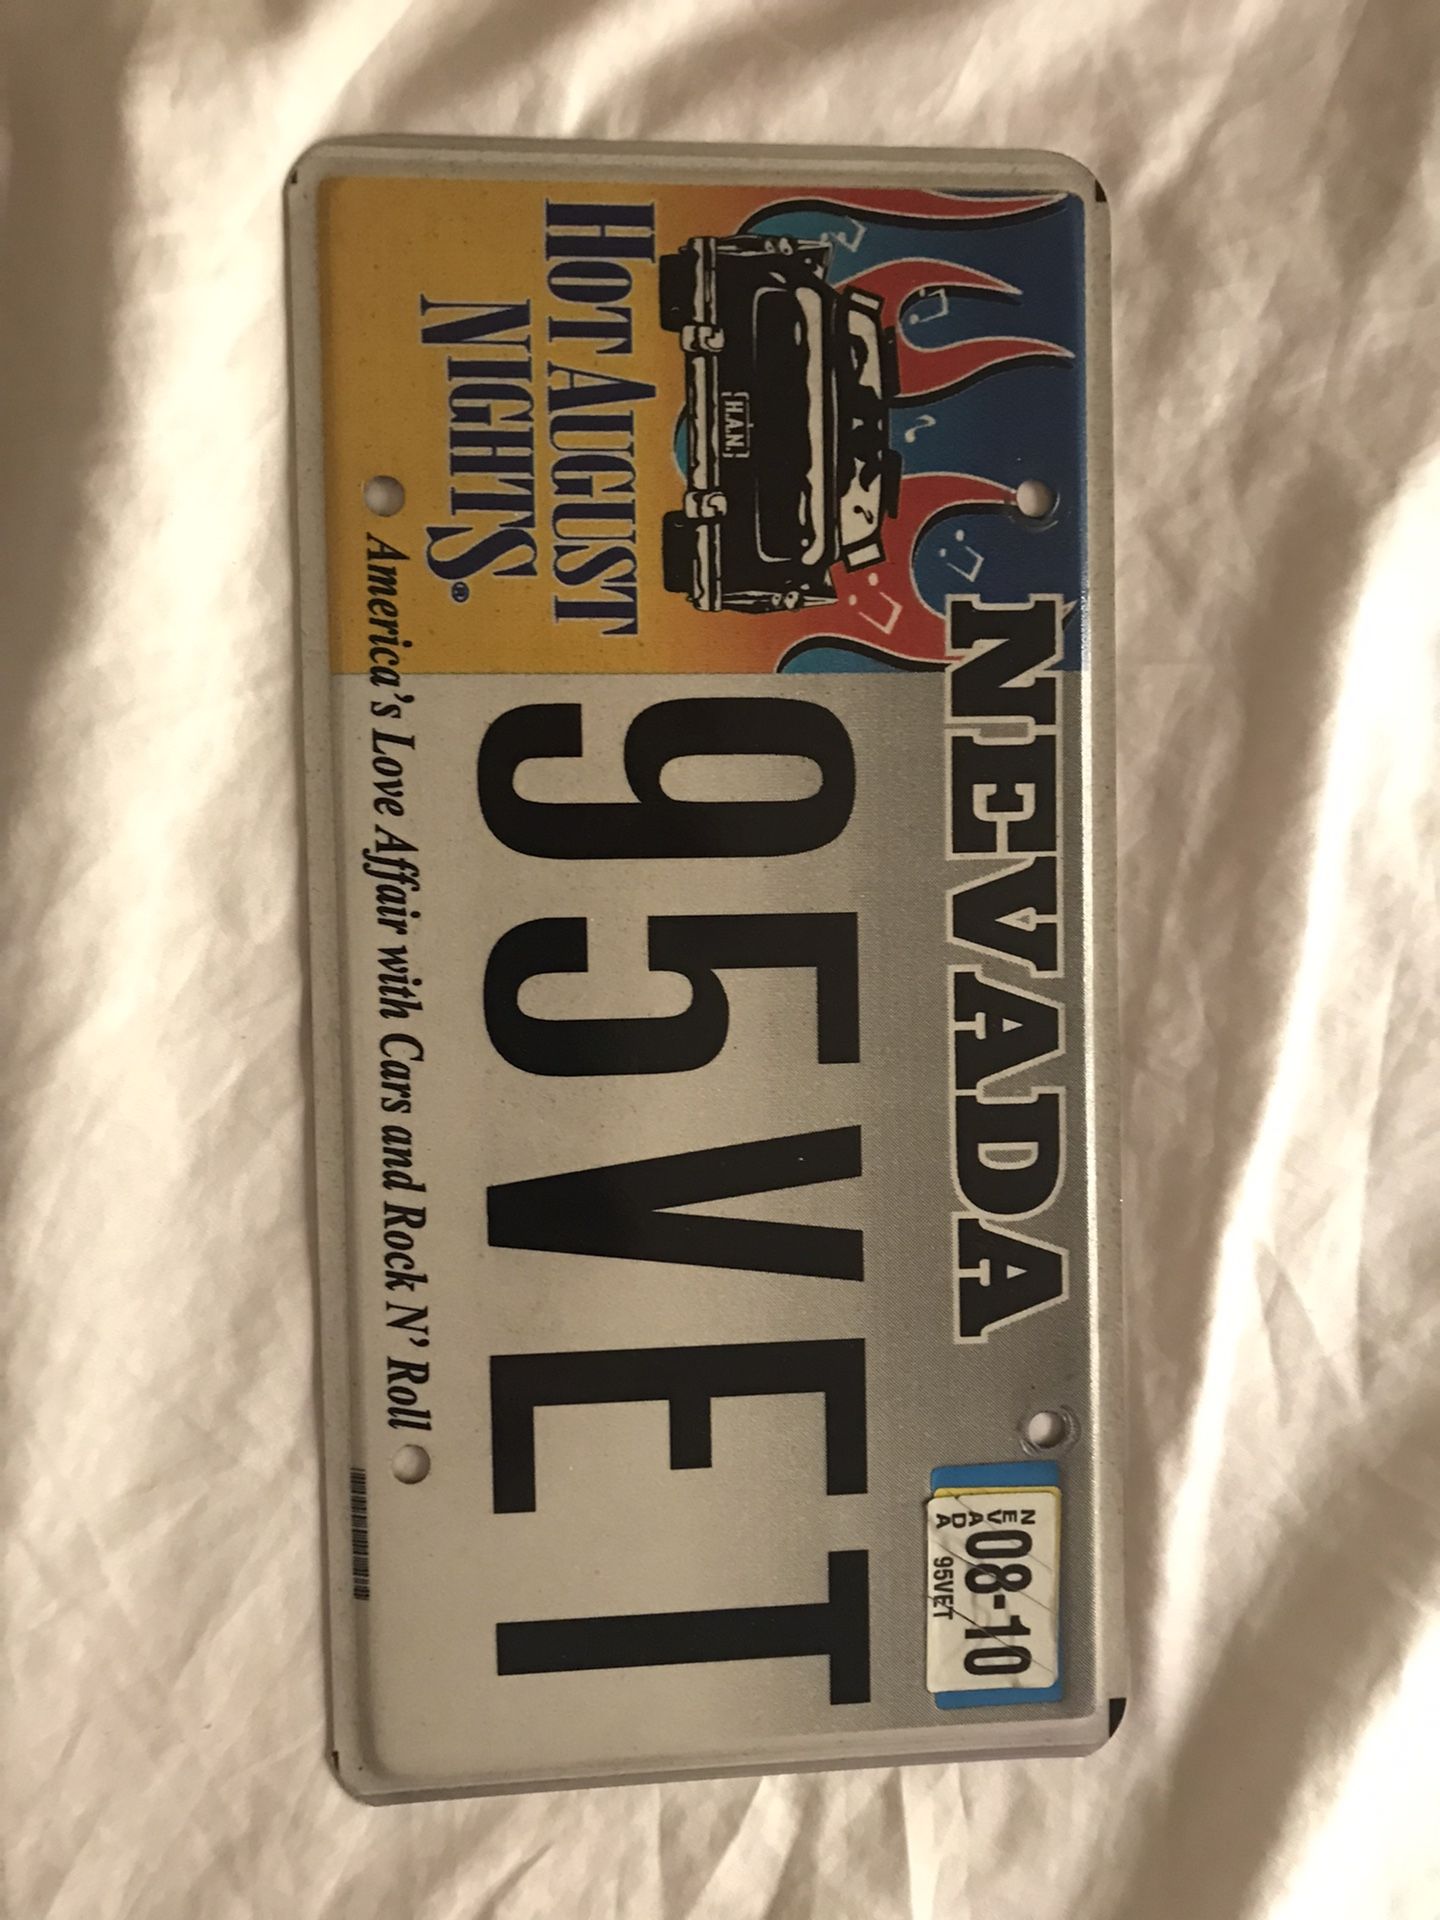 NEVADA
HOT AUGUST
NIGHTS®
H.A.N.
95VET
NEVADA
08-10
95VET
America's Love Affair with Cars and Rock N' Roll